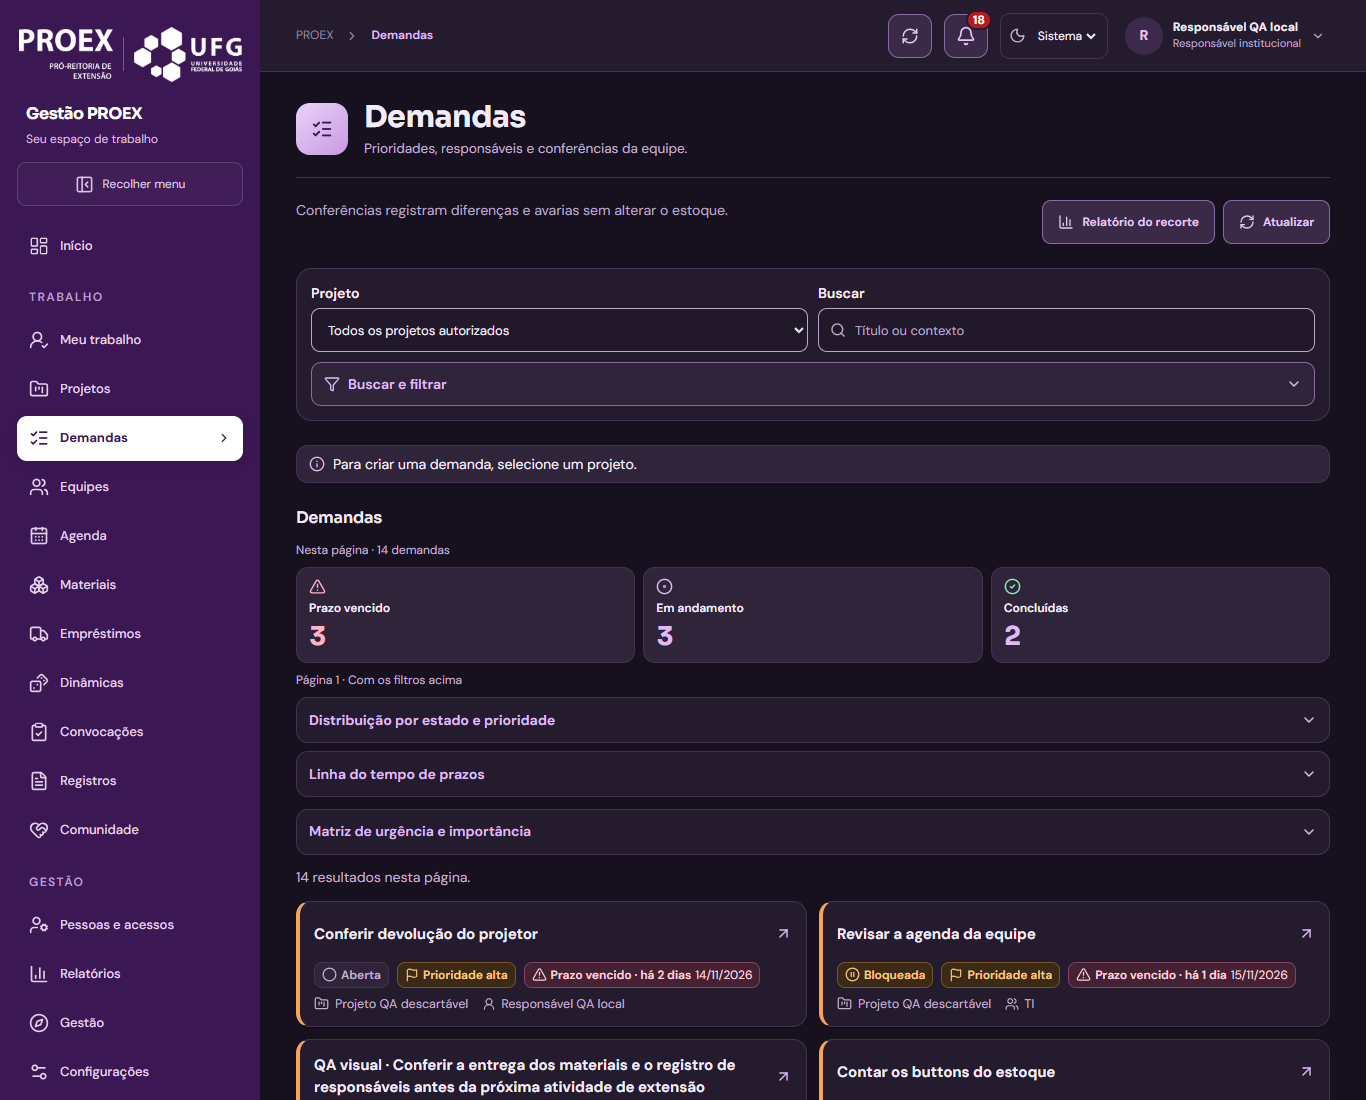 PROEX
PRÓ-REITORIA DE
EXTENSÃO
UFG
UNIVERSIDADE
FEDERAL DE GOIÁS
Gestão PROEX
Seu espaço de trabalho
Recolher menu
Início
TRABALHO
Meu trabalho
Projetos
Demandas
Equipes
Agenda
Materiais
Empréstimos
Dinâmicas
Convocações
Registros
Comunidade
GESTÃO
Pessoas e acessos
Relatórios
Gestão
Configurações
PROEX
Demandas
18
Sistema
R
Responsável QA local
Responsável institucional
Demandas
Prioridades, responsáveis e conferências da equipe.
Conferências registram diferenças e avarias sem alterar o estoque.
Relatório do recorte
Atualizar
Projeto
Todos os projetos autorizados
Buscar
Título ou contexto
Buscar e filtrar
Para criar uma demanda, selecione um projeto.
Demandas
Nesta página · 14 demandas
Prazo vencido
3
Em andamento
3
Concluídas
2
Página 1 · Com os filtros acima
Distribuição por estado e prioridade
Linha do tempo de prazos
Matriz de urgência e importância
14 resultados nesta página.
Conferir devolução do projetor
Aberta
Prioridade alta
Prazo vencido · há 2 dias 14/11/2026
Projeto QA descartável
Responsável QA local
Revisar a agenda da equipe
Bloqueada
Prioridade alta
Prazo vencido · há 1 dia 15/11/2026
Projeto QA descartável
TI
QA visual · Conferir a entrega dos materiais e o registro de
responsáveis antes da próxima atividade de extensão
Contar os buttons do estoque